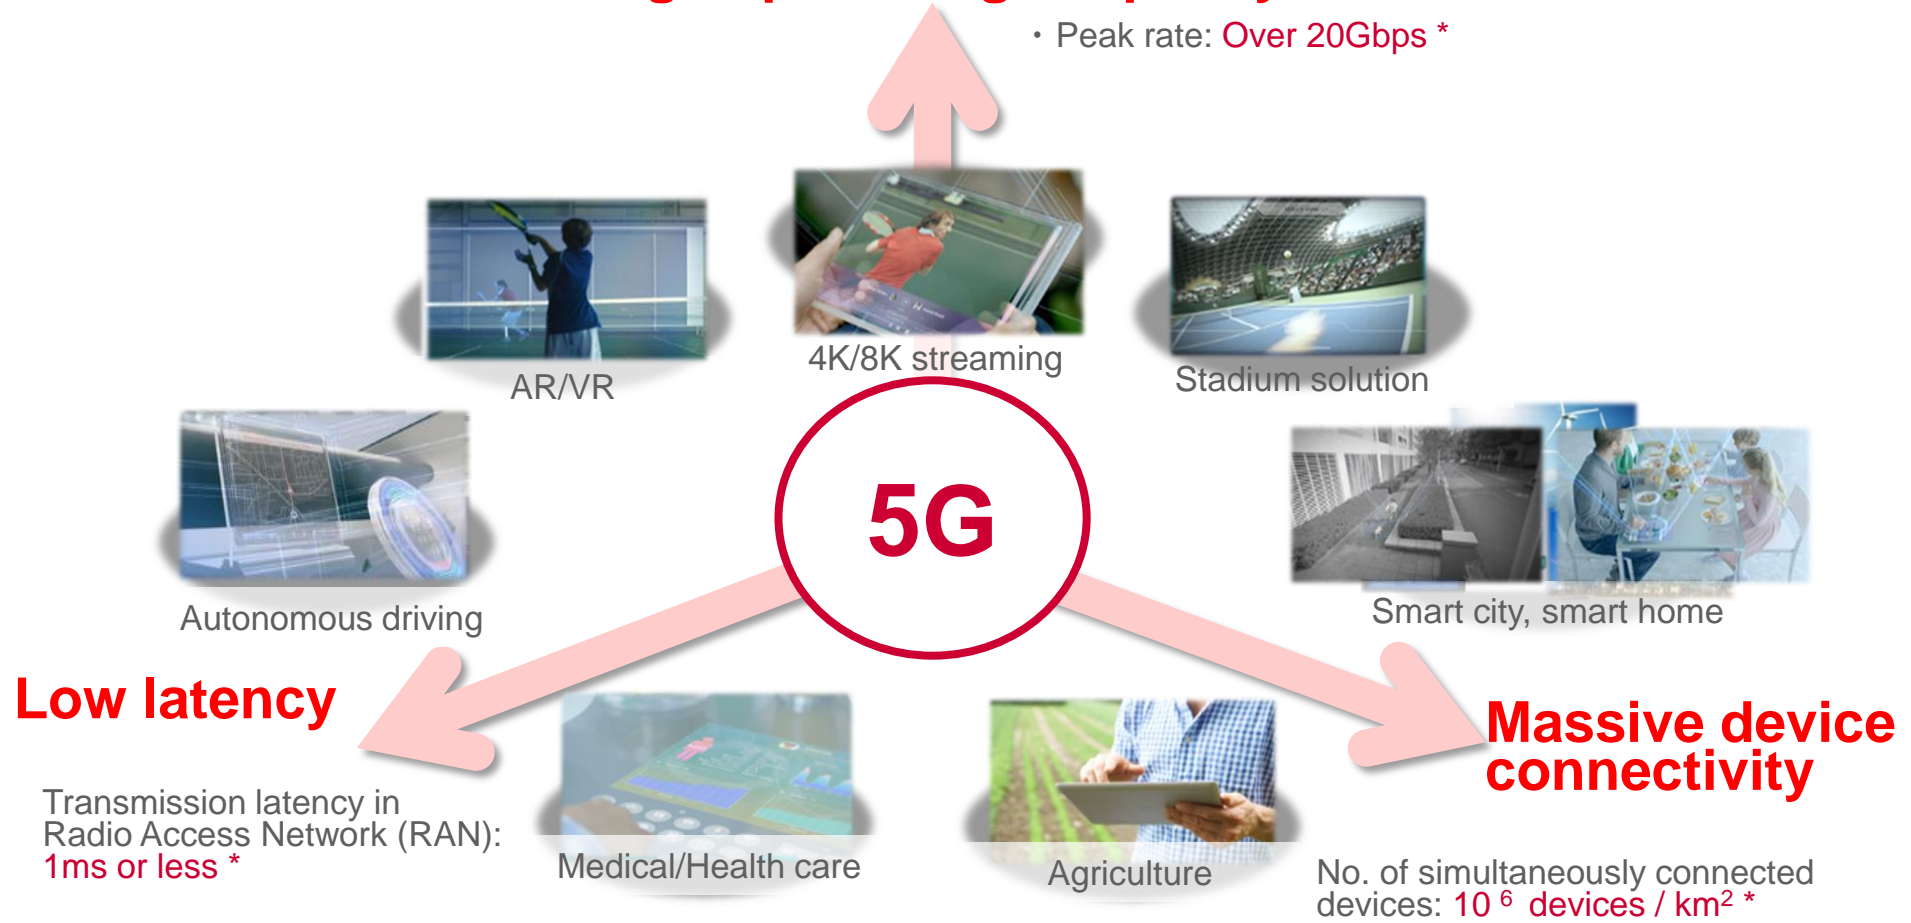 ・Peak rate: Over 20Gbps *
4K/8K streaming
AR/VR
Stadium solution
5G
Autonomous driving
Smart city, smart home
Low latency
Massive device
connectivity
Transmission latency in
Radio Access Network (RAN):
1ms or less *
Medical/Health care
Agriculture
No. of simultaneously connected
devices: 10 ⁶ devices / km² *